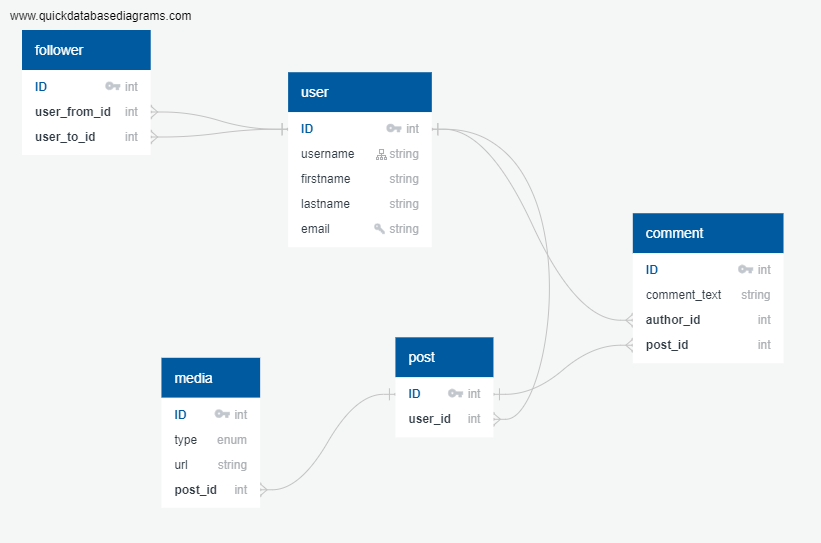 www.quickdatabasediagrams.com
follower
ID int
user_from_id int
user_to_id int
user
ID int
username string
firstname string
lastname string
email string
comment
ID int
comment_text string
author_id int
post_id int
post
ID int
user_id int
media
ID int
type enum
url string
post_id int